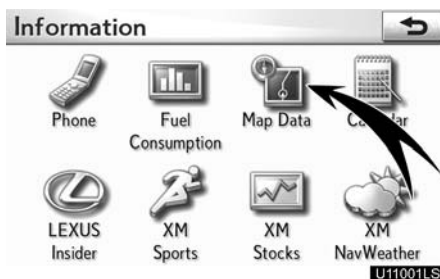 Information
Phone
Fuel
Consumption
Map Data
LEXUS
Insider
XM
Sports
XM
Stocks
XM
NavWeather
U11001LS